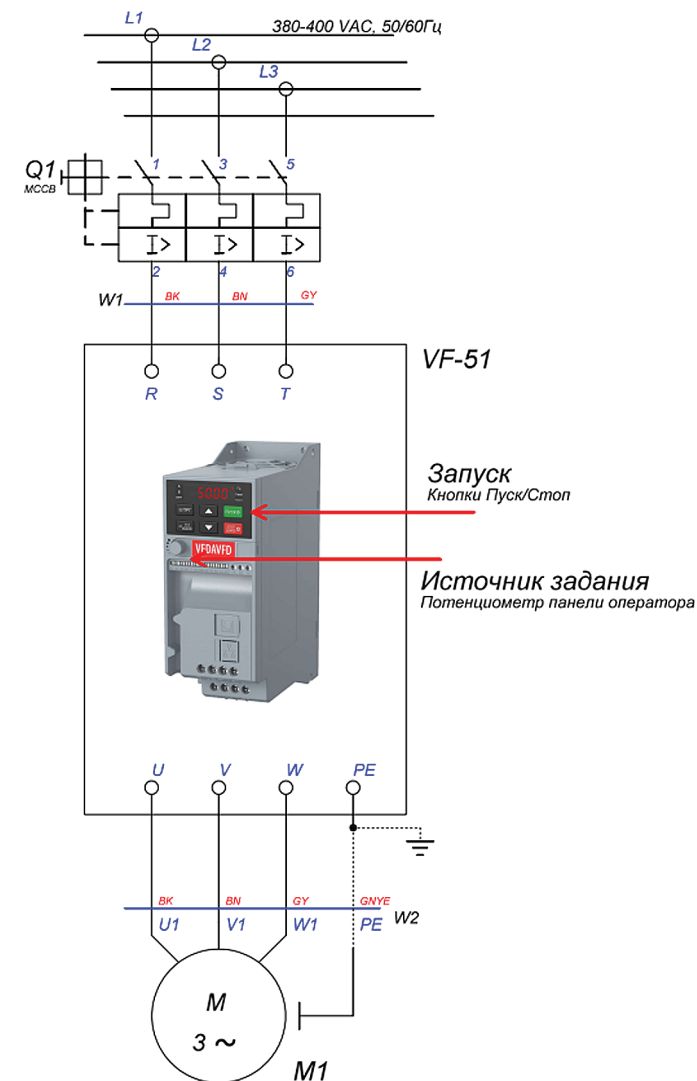 L1
380-400 VAC, 50/60Гц
L2
L3
Q1
MCCB
1
3
5
2
4
6
W1
BK
BN
GY
VF-51
R
S
T
Запуск
Кнопки Пуск/Стоп
5000
VFDAVFD
Источник задания
Потенциометр панели оператора
U
V
W
PE
BK
BN
GY
GNYE
U1
V1
W1
PE
W2
M
3 ~
M1